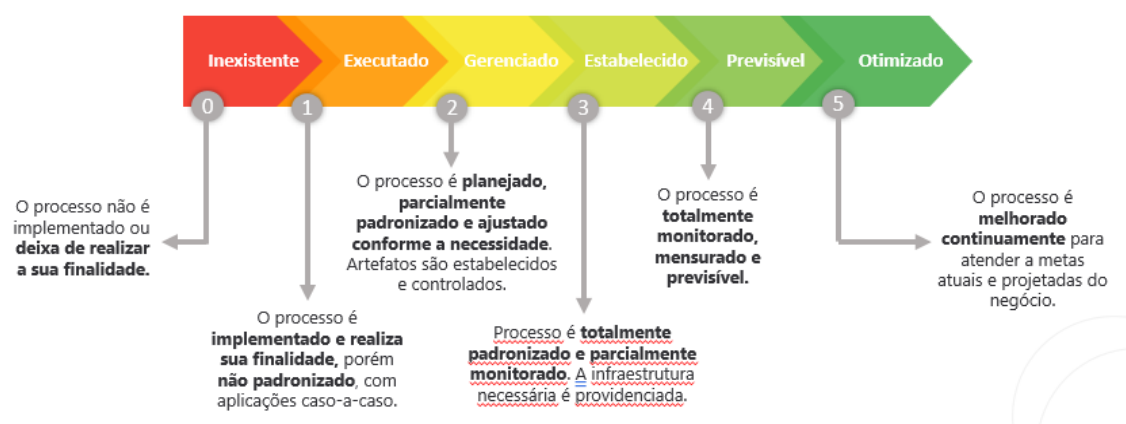 Inexistente
Executado
Gerenciado
Estabelecido
Previsível
Otimizado
0
1
2
3
4
5
O processo não é
implementado ou
deixa de realizar
a sua finalidade.
O processo é
implementado e realiza
sua finalidade, porém
não padronizado, com
aplicações caso-a-caso.
O processo é planejado,
parcialmente
padronizado e ajustado
conforme a necessidade.
Artefatos são estabelecidos
e controlados.
Processo é totalmente
padronizado e parcialmente
monitorado. A infraestrutura
necessária é providenciada.
O processo é
totalmente
monitorado,
mensurado e
previsível.
O processo é
melhorado
continuamente para
atender a metas
atuais e projetadas do
negócio.